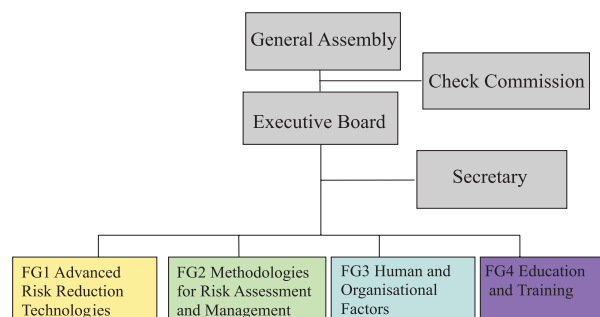 General Assembly
Check Commission
Executive Board
Secretary
FG1 Advanced
Risk Reduction
Technologies
FG2 Methodologies
for Risk Assessment
and Management
FG3 Human and
Organisational
Factors
FG4 Education
and Training